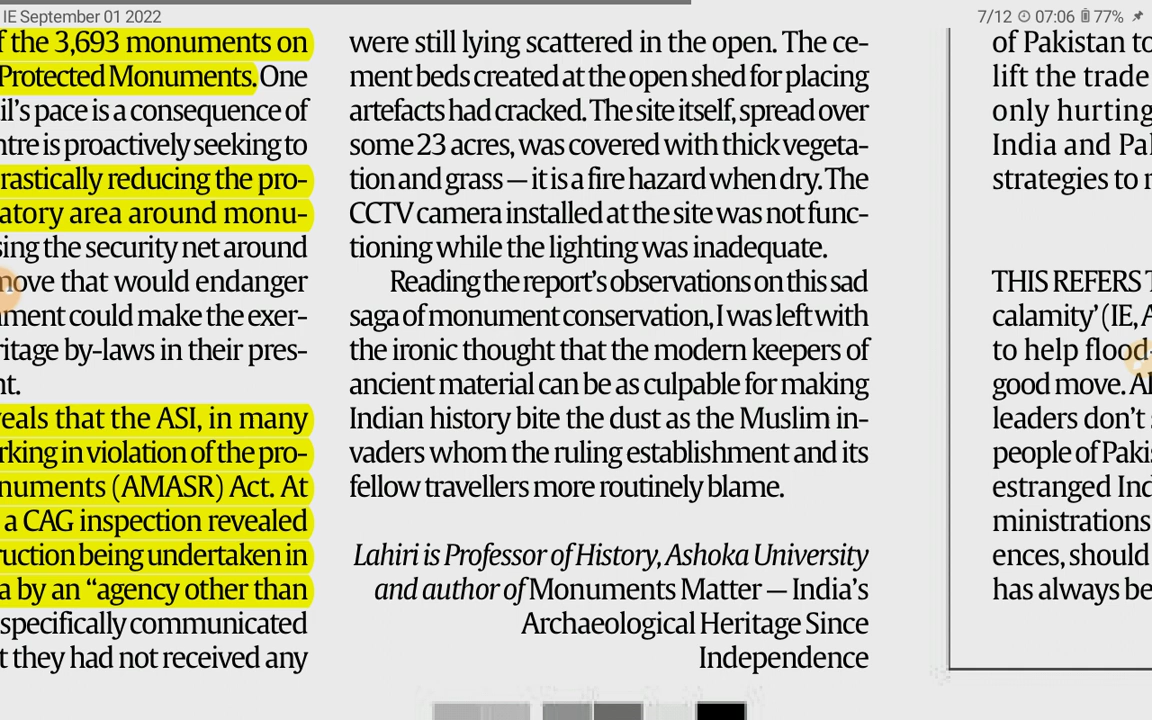 IE September 01 2022
7/12 07:06 77%
f the 3,693 monuments on
Protected Monuments. One
il's pace is a consequence of
ntre is proactively seeking to
rastically reducing the pro-
atory area around monu-
sing the security net around
move that would endanger
nment could make the exer-
ritage by-laws in their pres-
nt.
veals that the ASI, in many
rking in violation of the pro-
numents (AMASR) Act. At
a CAG inspection revealed
ruction being undertaken in
a by an “agency other than
specifically communicated
t they had not received any
were still lying scattered in the open. The ce-
ment beds created at the open shed for placing
artefacts had cracked. The site itself, spread over
some 23 acres, was covered with thick vegeta-
tion and grass — it is a fire hazard when dry. The
CCTV camera installed at the site was not func-
tioning while the lighting was inadequate.
Reading the report's observations on this sad
saga of monument conservation, I was left with
the ironic thought that the modern keepers of
ancient material can be as culpable for making
Indian history bite the dust as the Muslim in-
vaders whom the ruling establishment and its
fellow travellers more routinely blame.
Lahiri is Professor of History, Ashoka University
and author of Monuments Matter — India's
Archaeological Heritage Since
Independence
of Pakistan to
lift the trade
only hurting
India and Pa
strategies to
THIS REFERS T
calamity' (IE, A
to help flood-
good move. Al
leaders don't
people of Pakis
estranged Ind
ministrations
ences, should
has always be